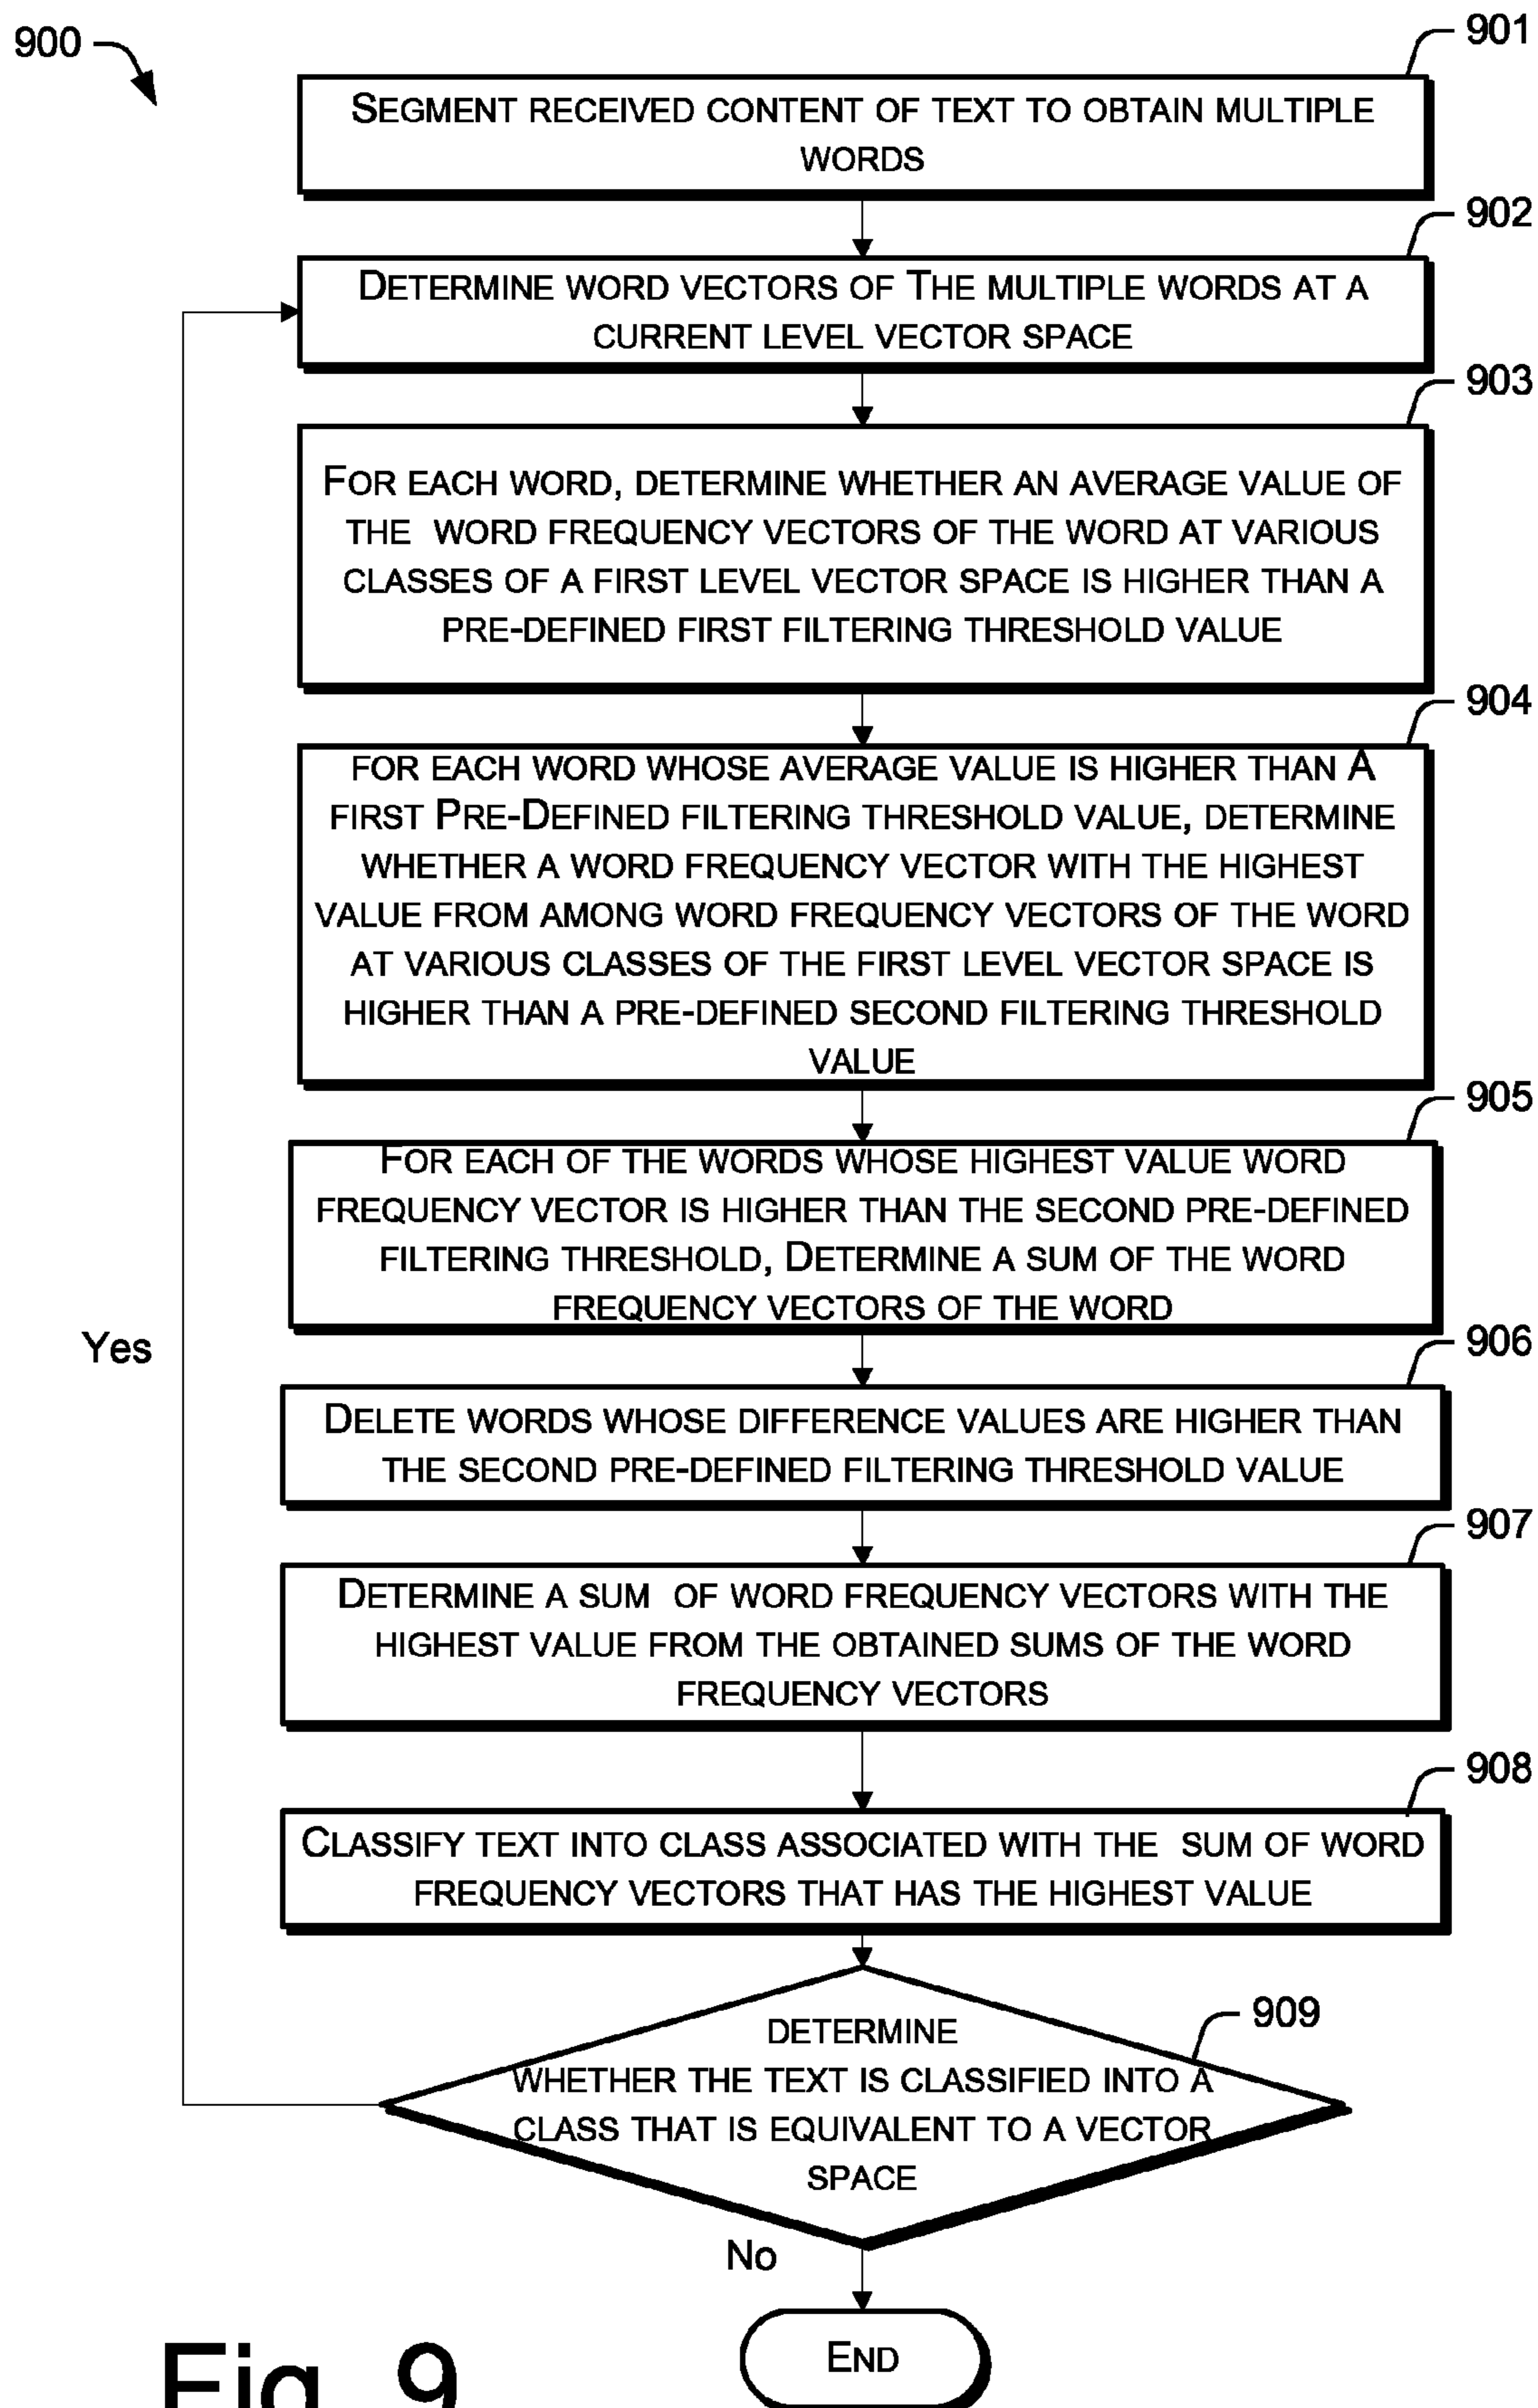 900
901
SEGMENT RECEIVED CONTENT OF TEXT TO OBTAIN MULTIPLE
WORDS
902
DETERMINE WORD VECTORS OF THE MULTIPLE WORDS AT A
CURRENT LEVEL VECTOR SPACE
903
FOR EACH WORD, DETERMINE WHETHER AN AVERAGE VALUE OF
THE WORD FREQUENCY VECTORS OF THE WORD AT VARIOUS
CLASSES OF A FIRST LEVEL VECTOR SPACE IS HIGHER THAN A
PRE-DEFINED FIRST FILTERING THRESHOLD VALUE
904
FOR EACH WORD WHOSE AVERAGE VALUE IS HIGHER THAN A
FIRST PRE-DEFINED FILTERING THRESHOLD VALUE, DETERMINE
WHETHER A WORD FREQUENCY VECTOR WITH THE HIGHEST
VALUE FROM AMONG WORD FREQUENCY VECTORS OF THE WORD
AT VARIOUS CLASSES OF THE FIRST LEVEL VECTOR SPACE IS
HIGHER THAN A PRE-DEFINED SECOND FILTERING THRESHOLD
VALUE
905
FOR EACH OF THE WORDS WHOSE HIGHEST VALUE WORD
FREQUENCY VECTOR IS HIGHER THAN THE SECOND PRE-DEFINED
FILTERING THRESHOLD, DETERMINE A SUM OF THE WORD
FREQUENCY VECTORS OF THE WORD
Yes
906
DELETE WORDS WHOSE DIFFERENCE VALUES ARE HIGHER THAN
THE SECOND PRE-DEFINED FILTERING THRESHOLD VALUE
907
DETERMINE A SUM OF WORD FREQUENCY VECTORS WITH THE
HIGHEST VALUE FROM THE OBTAINED SUMS OF THE WORD
FREQUENCY VECTORS
908
CLASSIFY TEXT INTO CLASS ASSOCIATED WITH THE SUM OF WORD
FREQUENCY VECTORS THAT HAS THE HIGHEST VALUE
909
DETERMINE
WHETHER THE TEXT IS CLASSIFIED INTO A
CLASS THAT IS EQUIVALENT TO A VECTOR
SPACE
No
END
Fig. 9